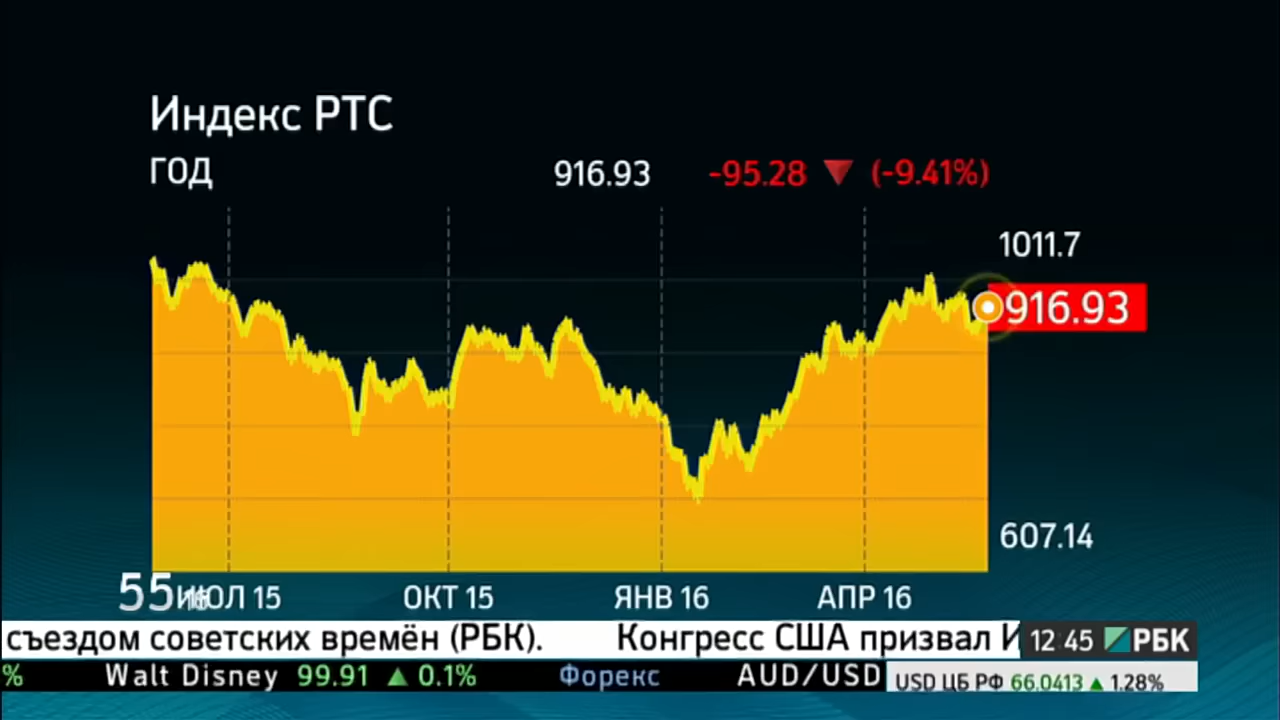 Индекс РТС
год
916.93 -95.28 ▼ (-9.41%)
1011.7
916.93
607.14
55 ИЮЛ 15 ОКТ 15 ЯНВ 16 АПР 16
съездом советских времён (РБК). Конгресс США призвал И
12 45 РБК
% Walt Disney 99.91 ▲ 0.1% Форекс AUD/USD
USD ЦБ РФ 66.0413 ▲ 1.28%